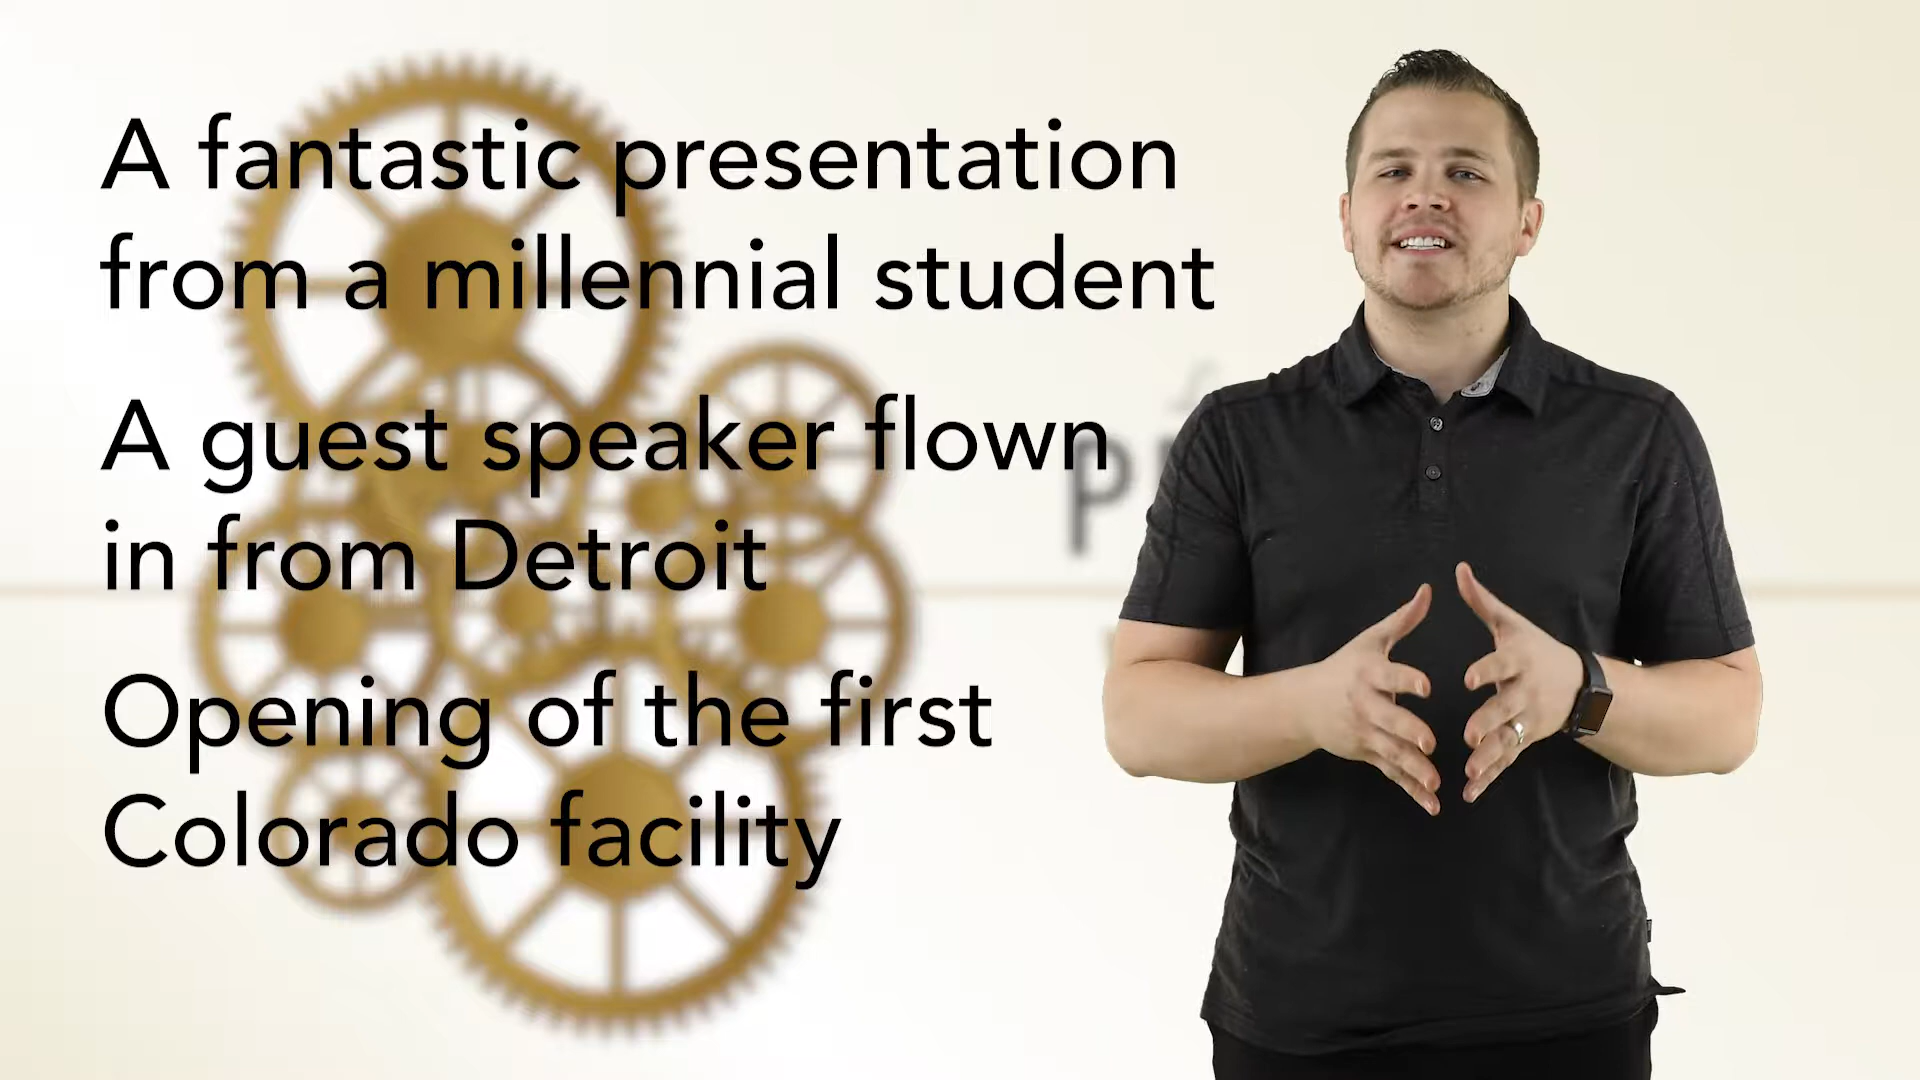 A fantastic presentation
from a millennial student
A guest speaker flown
in from Detroit
Opening of the first
Colorado facility